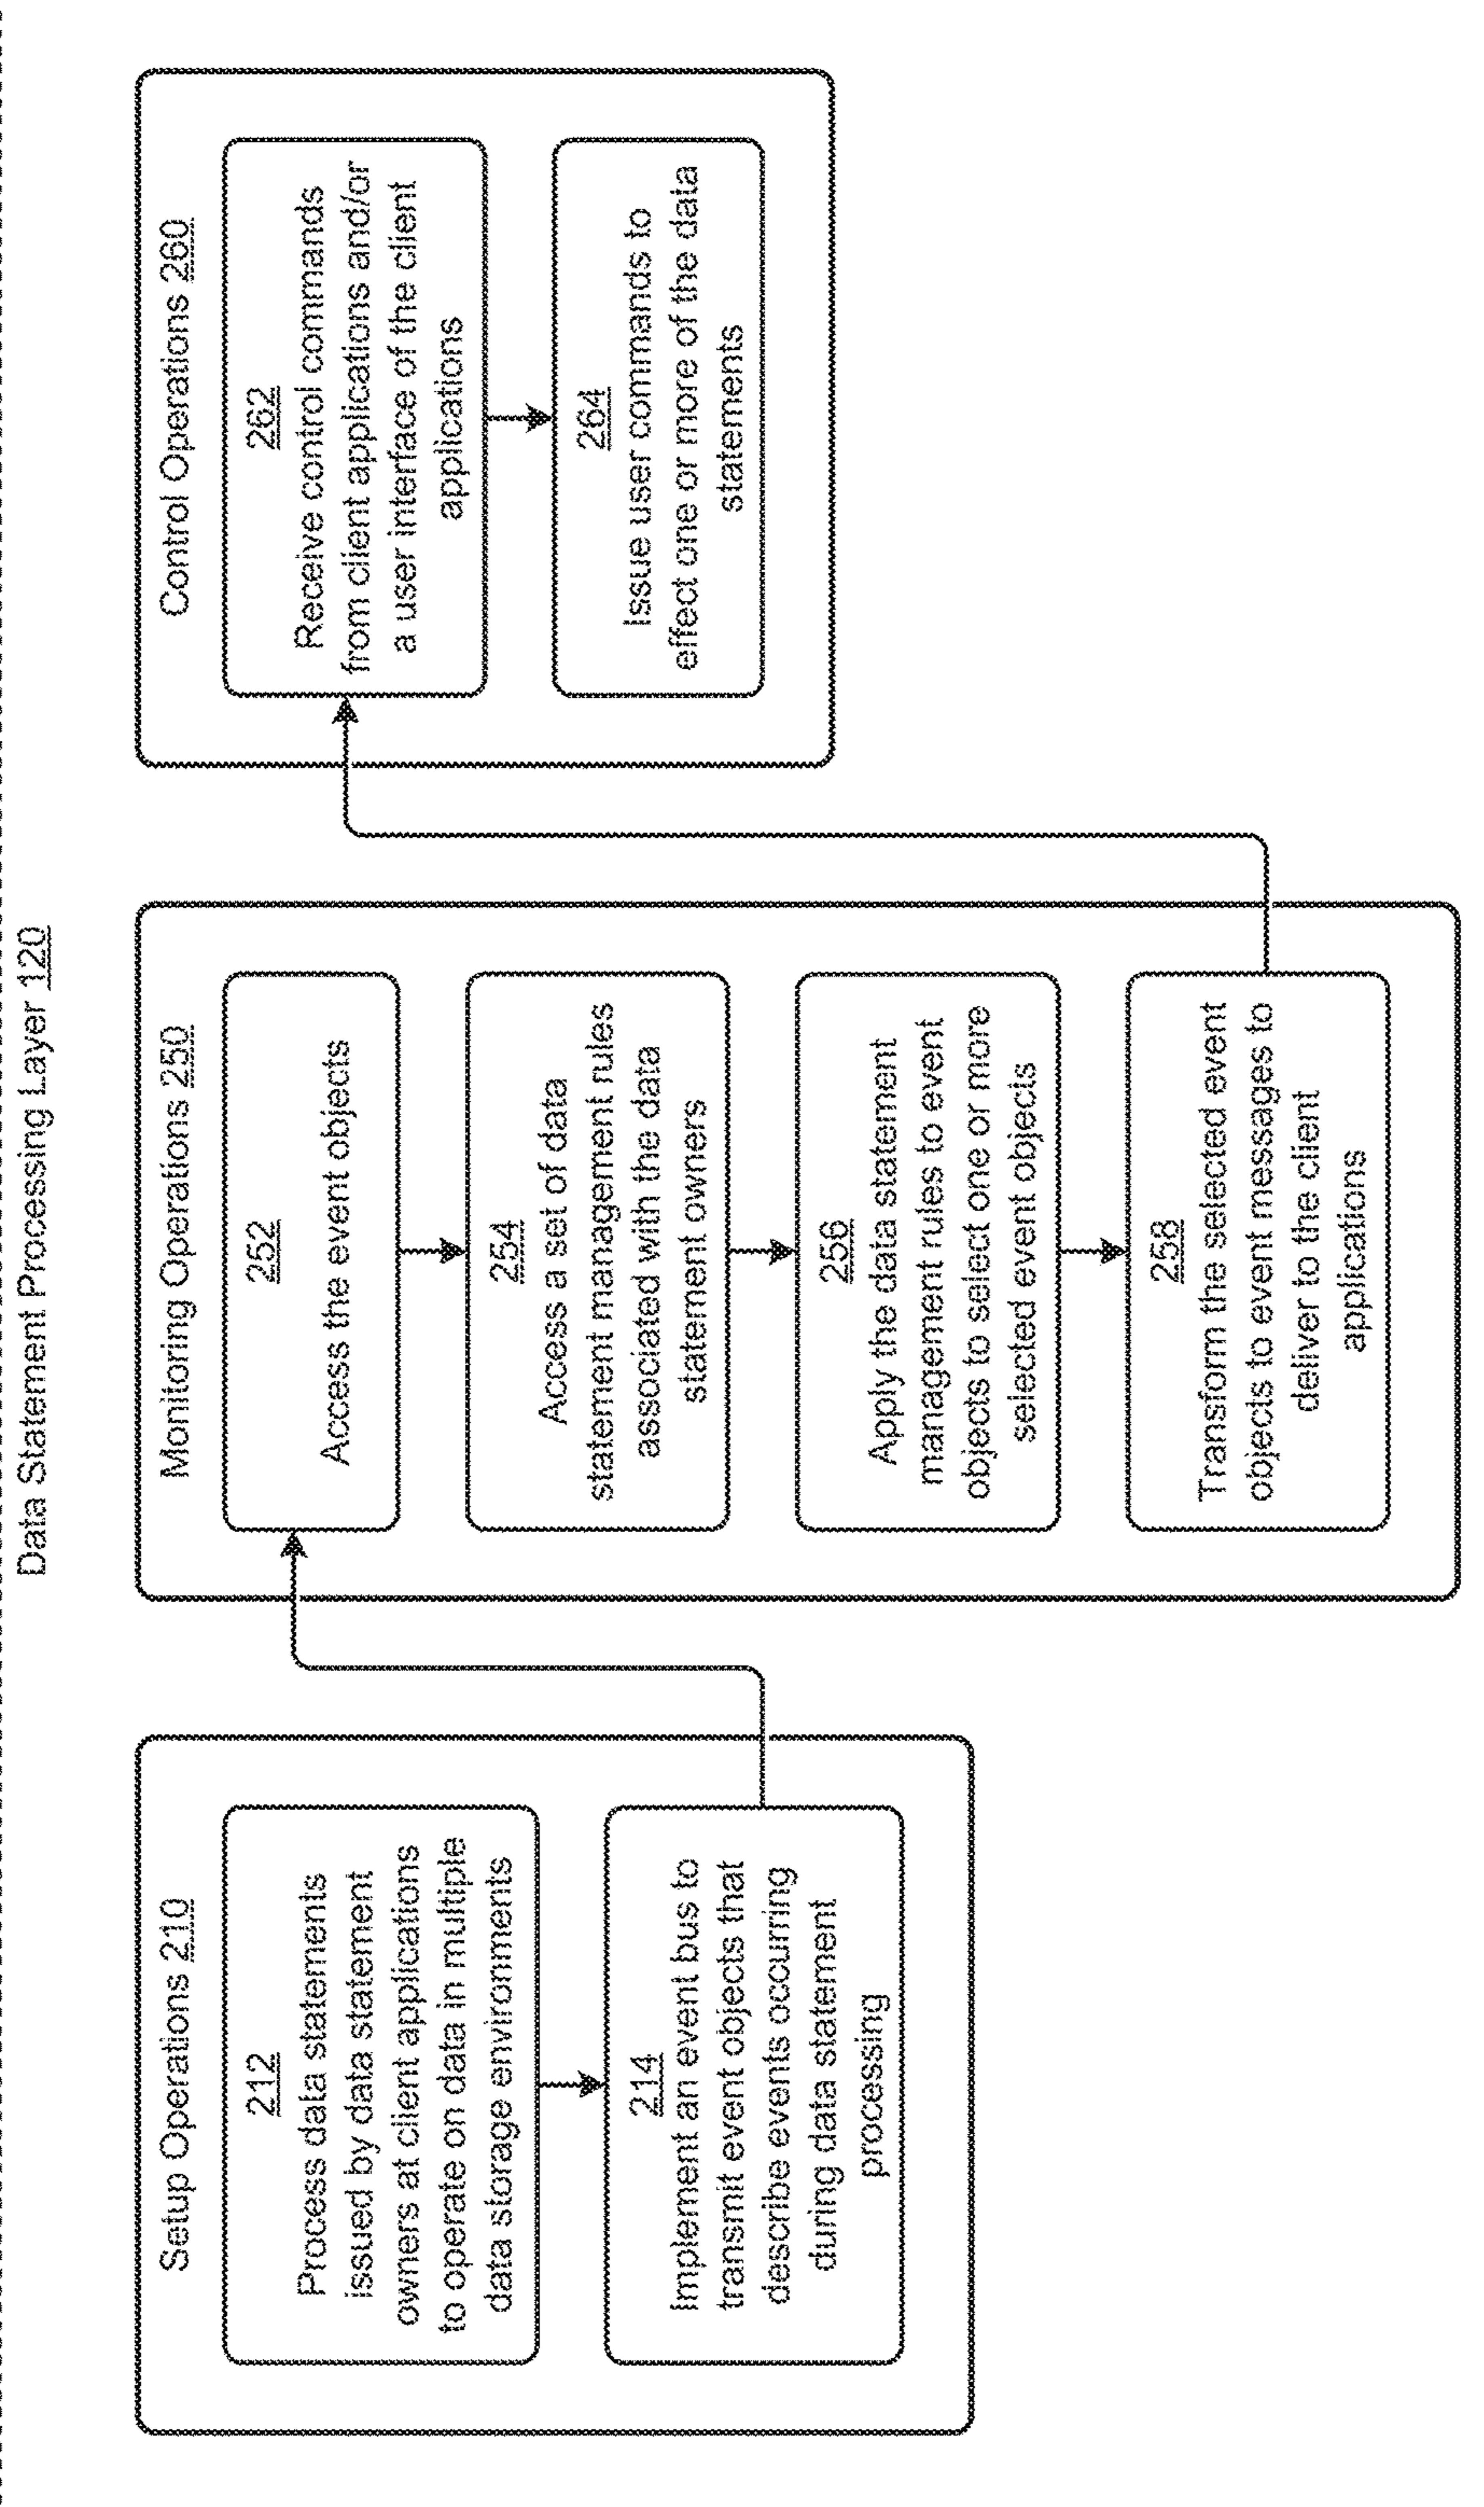 Data Statement Processing Layer 120
Setup Operations 210
212
Process data statements
issued by data statement
owners at client applications
to operate on data in multiple
data storage environments
214
Implement an event bus to
transmit event objects that
describe events occurring
during data statement
processing
Monitoring Operations 250
252
Access the event objects
254
Access a set of data
statement management rules
associated with the data
statement owners
256
Apply the data statement
management rules to event
objects to select one or more
selected event objects
258
Transform the selected event
objects to event messages to
deliver to the client
applications
Control Operations 260
262
Receive control commands
from client applications and/or
a user interface of the client
applications
264
Issue user commands to
effect one or more of the data
statements